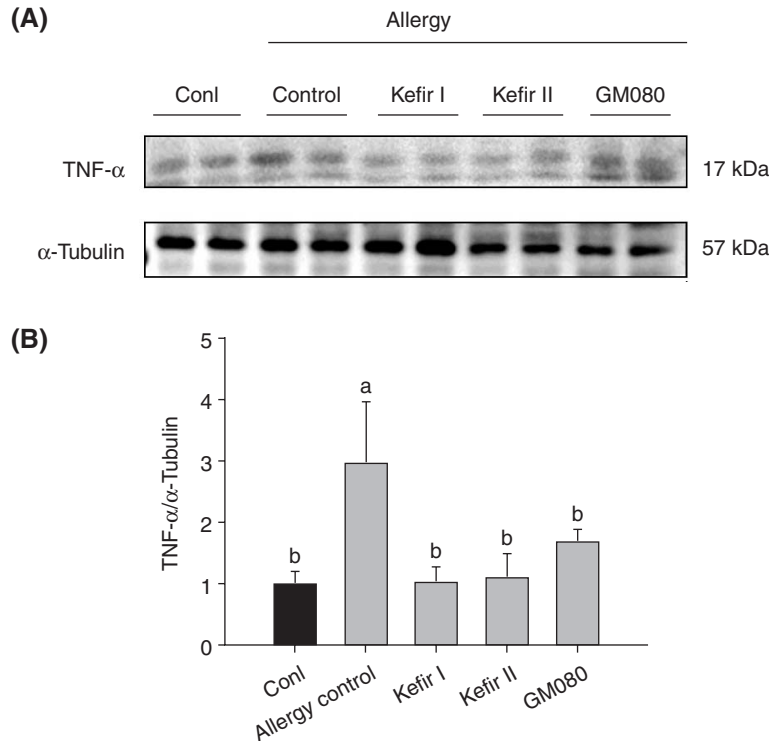 (A)
Allergy
Conl Control Kefir I Kefir II GM080
TNF-α 17 kDa
α-Tubulin 57 kDa
(B)
TNF-α/α-Tubulin
5
4
3
2
1
0
b a b b b
Conl Allergy control Kefir I Kefir II GM080